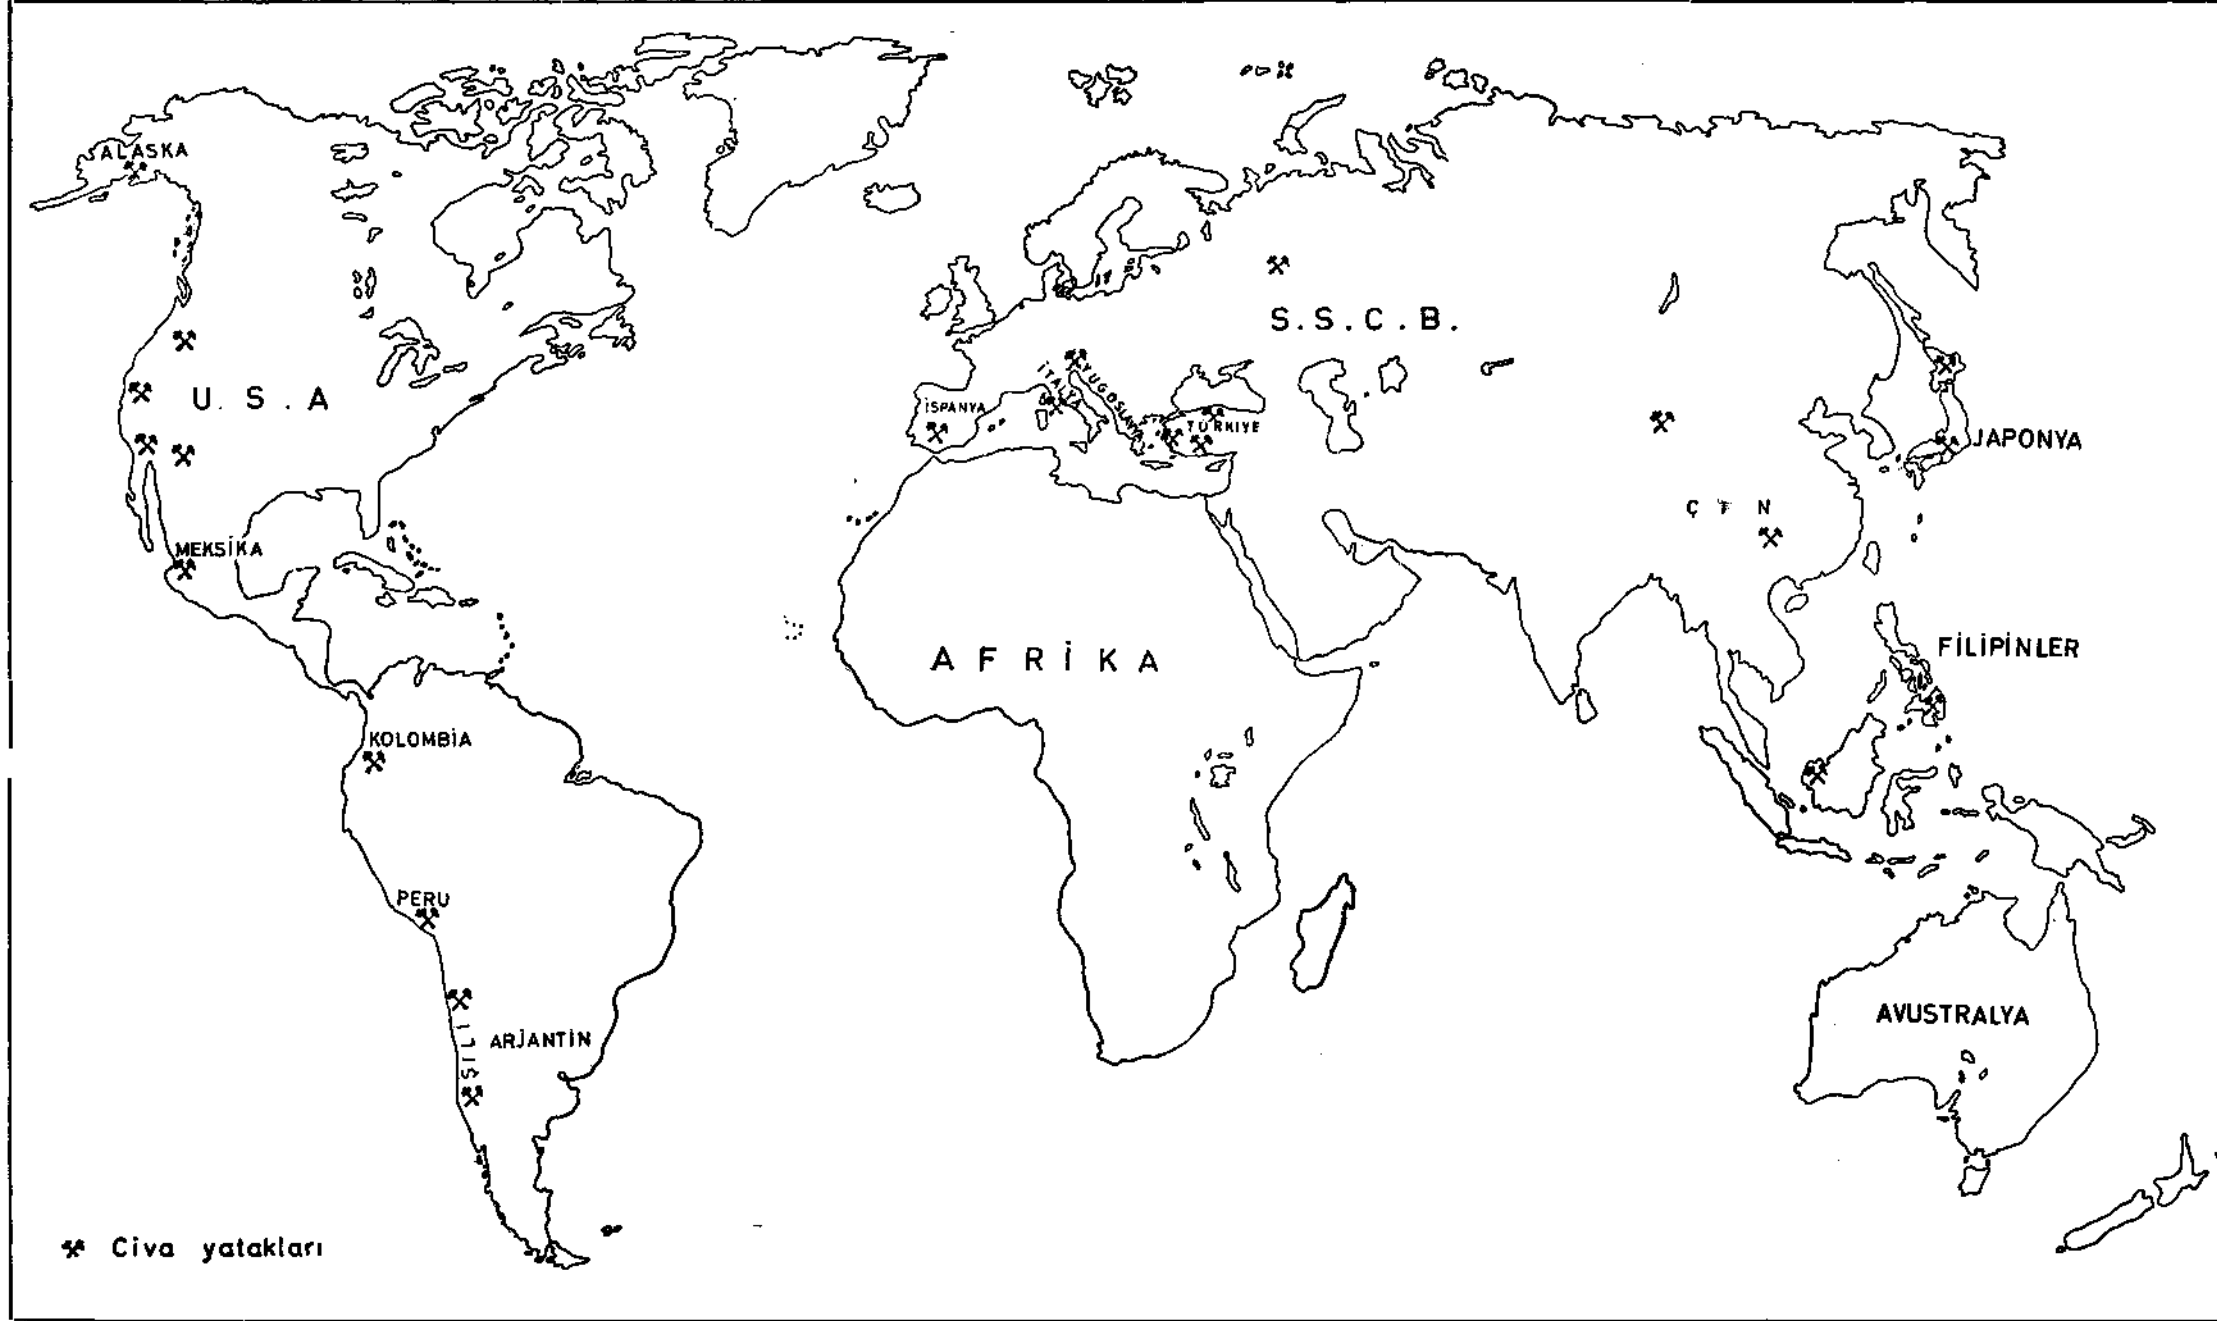 ALASKA
S.S.C.B.
U.S.A
İTALYA
YUGOSLAVYA
İSPANYA
TÜRKİYE
JAPONYA
ÇİN
MEKSİKA
FİLİPİNLER
AFRİKA
KOLOMBİA
PERU
AVUSTRALYA
ŞİLİ
ARJANTİN
Civa yatakları